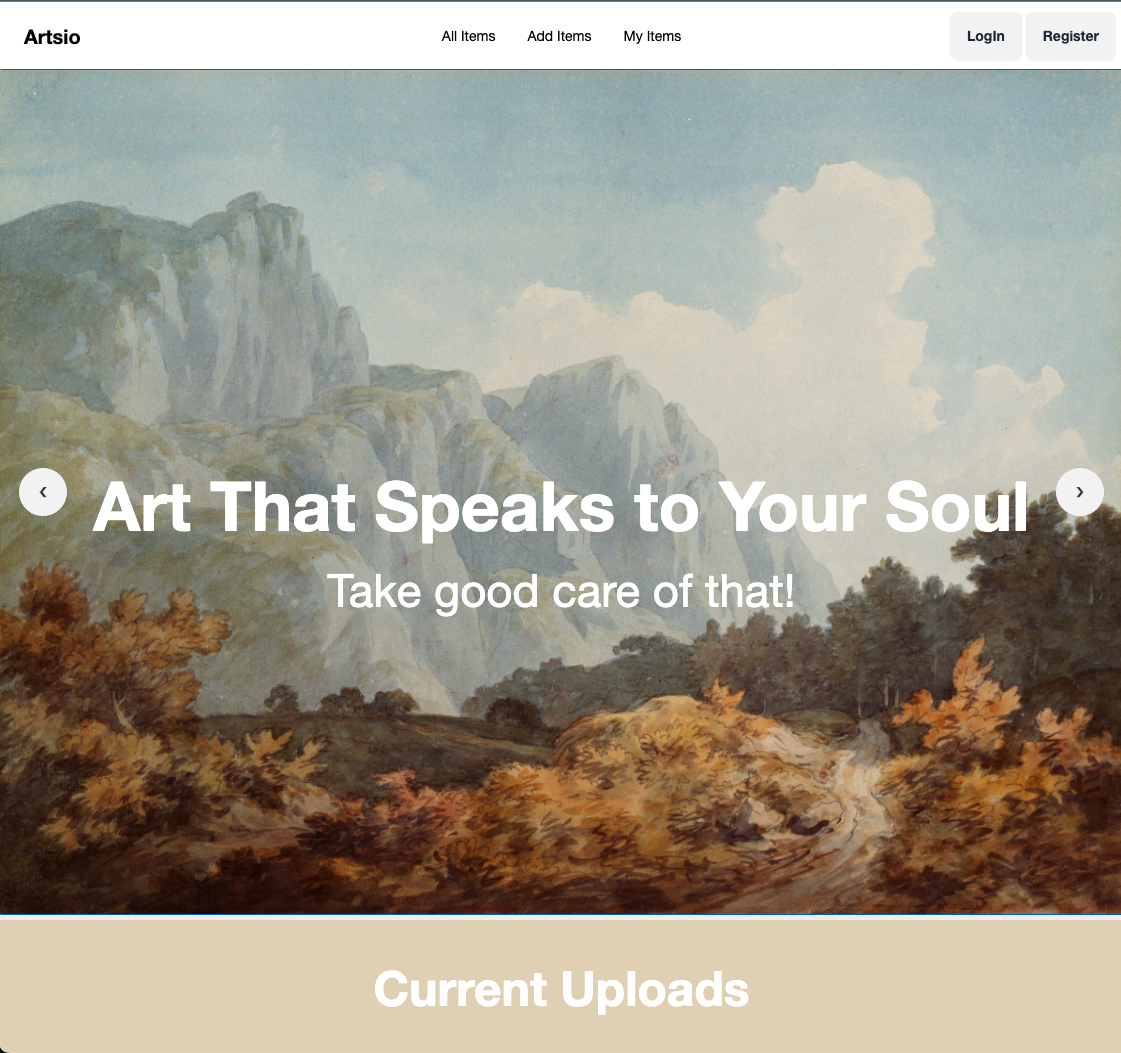 Artsio
All Items
Add Items
My Items
LogIn
Register
‹
›
Art That Speaks to Your Soul
Take good care of that!
Current Uploads